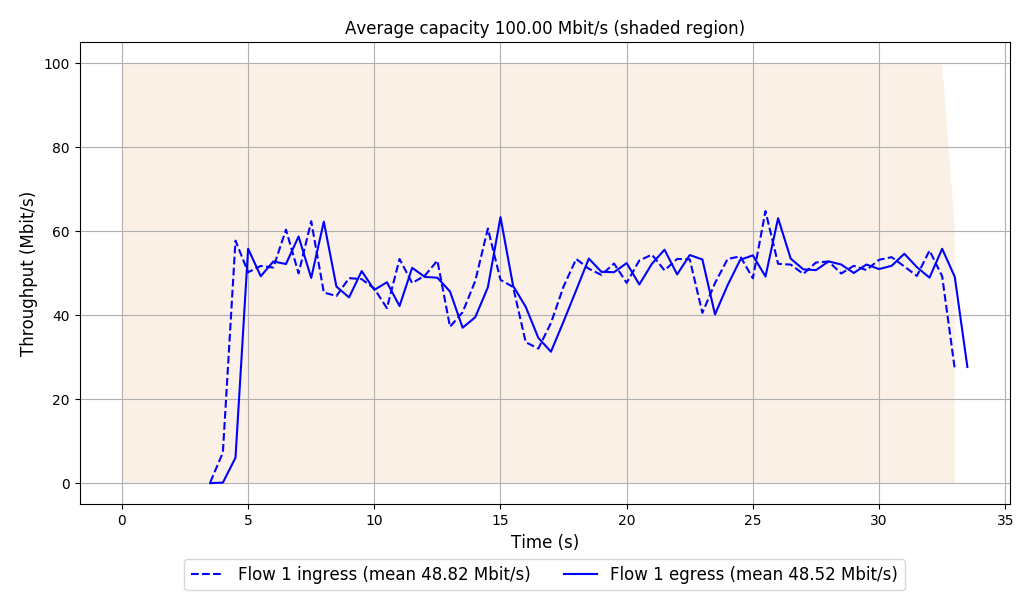 Average capacity 100.00 Mbit/s (shaded region)
100
80
60
40
20
0
Throughput (Mbit/s)
0 5 10 15 20 25 30 35
Time (s)
Flow 1 ingress (mean 48.82 Mbit/s) Flow 1 egress (mean 48.52 Mbit/s)